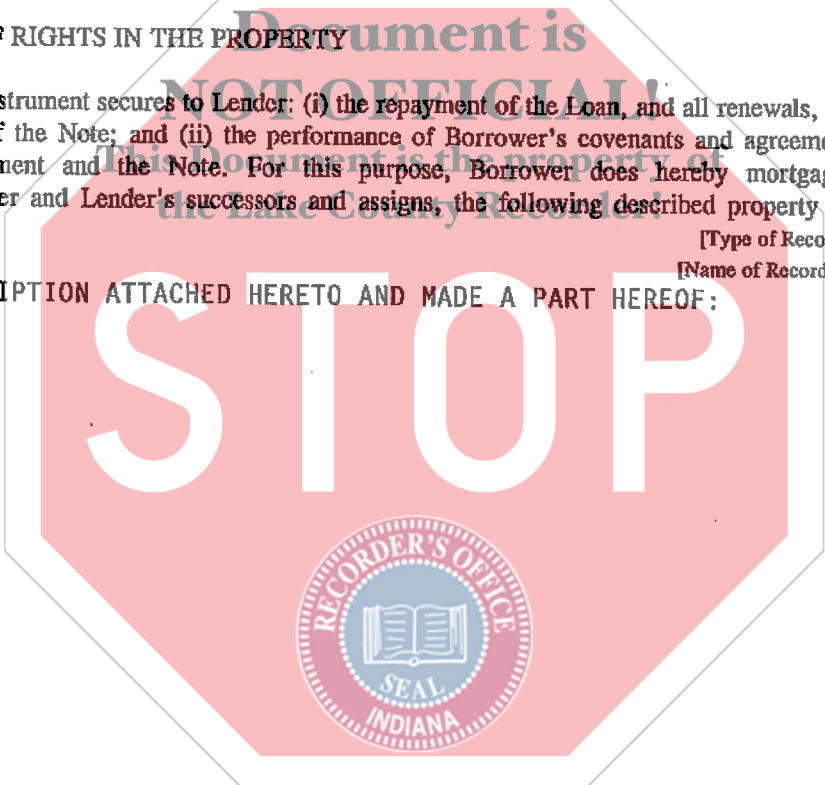 Document is
RIGHTS IN THE PROPERTY
NOT OFFICIAL!
strument secures to Lender: (i) the repayment of the Loan, and all renewals,
f the Note; and (ii) the performance of Borrower's covenants and agreeme
This Document is the property of
ment and the Note. For this purpose, Borrower does hereby mortgag
the Lake County Recorder!
er and Lender's successors and assigns, the following described property
[Type of Reco
[Name of Record
IPTION ATTACHED HERETO AND MADE A PART HEREOF:
STOP
RECORDER'S OFFICE
SEAL
INDIANA